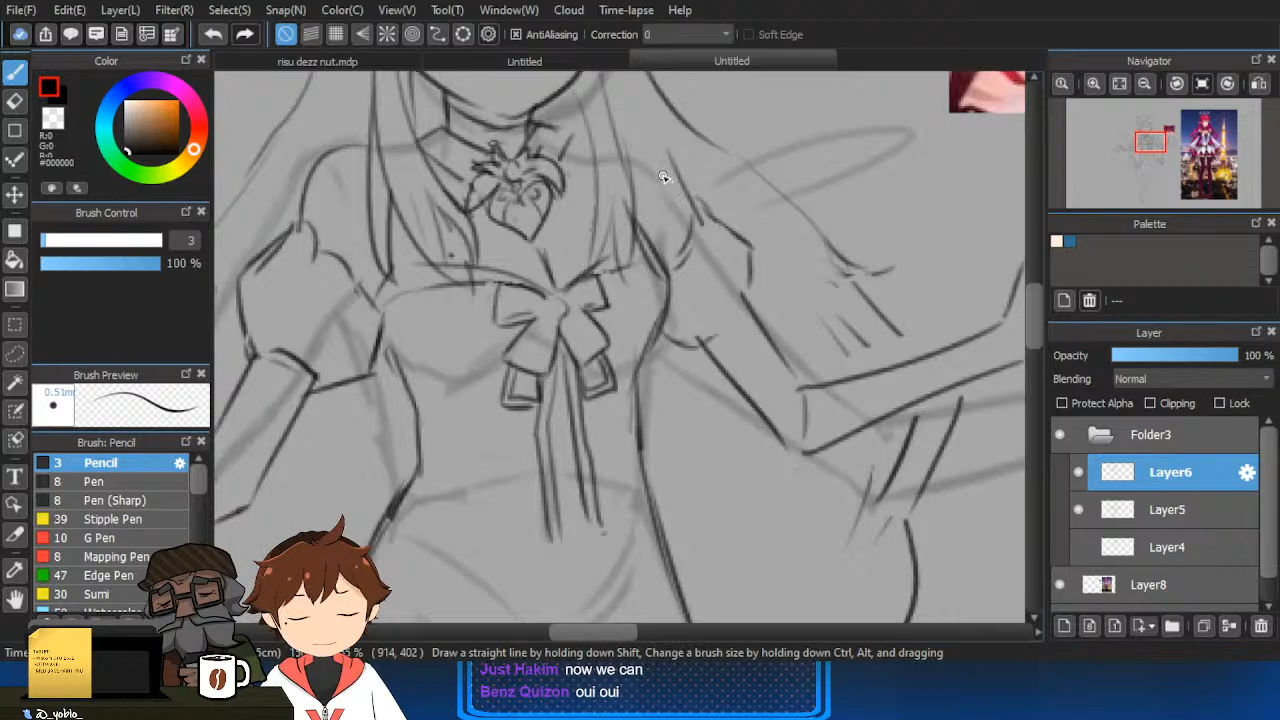 File(F) Edit(E) Layer(L) Filter(R) Select(S) Snap(N) Color(C) View(V) Tool(T) Window(W) Cloud Time-lapse Help
AntiAliasing Correction 0 Soft Edge
Color
risu dezz nut.mdp Untitled Untitled
Navigator
R:0
G:0
#000000
Brush Control
3
100 %
Palette
---
Layer
Opacity 100 %
Blending Normal
Protect Alpha Clipping Lock
Brush Preview
Folder3
Brush: Pencil
3 Pencil
8 Pen
8 Pen (Sharp)
39 Stipple Pen
10 G Pen
8 Mapping Pen
47 Edge Pen
30 Sumi
Layer6
Layer5
Layer4
Layer8
(914, 402) Draw a straight line by holding down Shift, Change a brush size by holding down Ctrl, Alt, and dragging
Just Hakim now we can
Benz Quizon oui oui